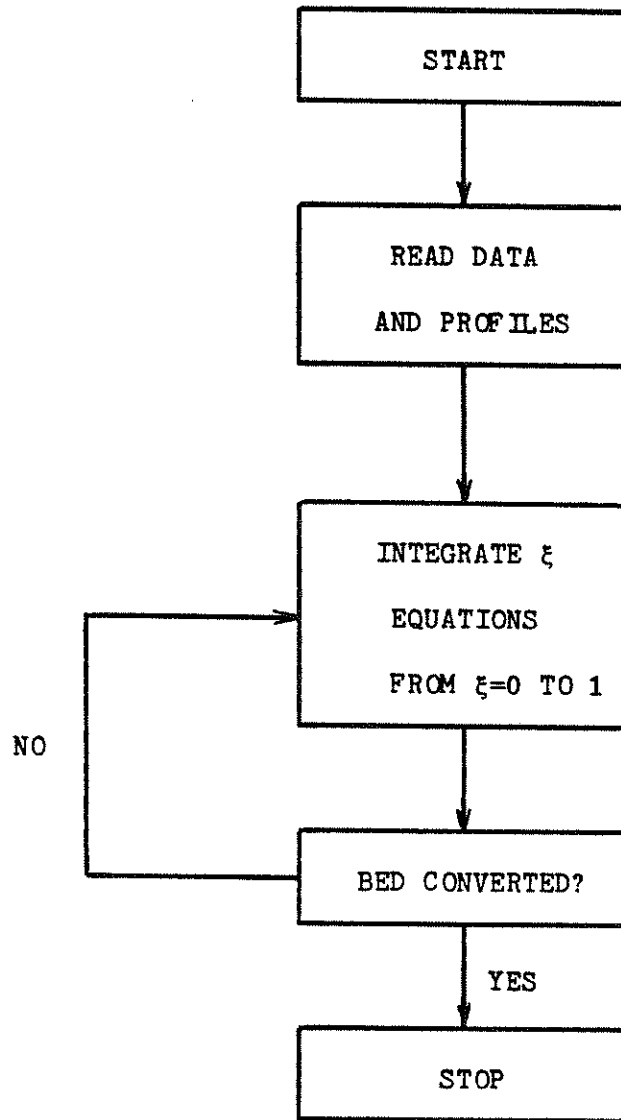 START
READ DATA
AND PROFILES
INTEGRATE ξ
EQUATIONS
FROM ξ=0 TO 1
NO
BED CONVERTED?
YES
STOP